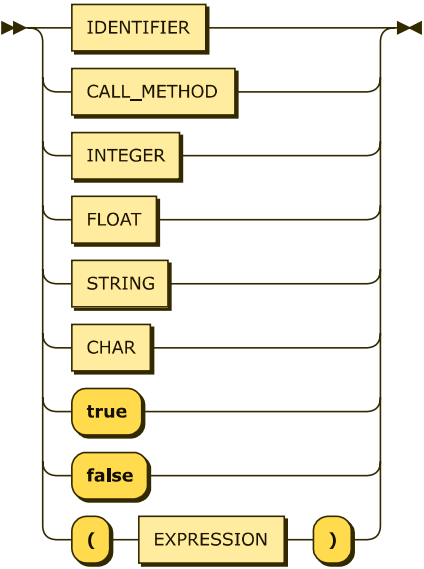 IDENTIFIER
CALL_METHOD
INTEGER
FLOAT
STRING
CHAR
true
false
( EXPRESSION )